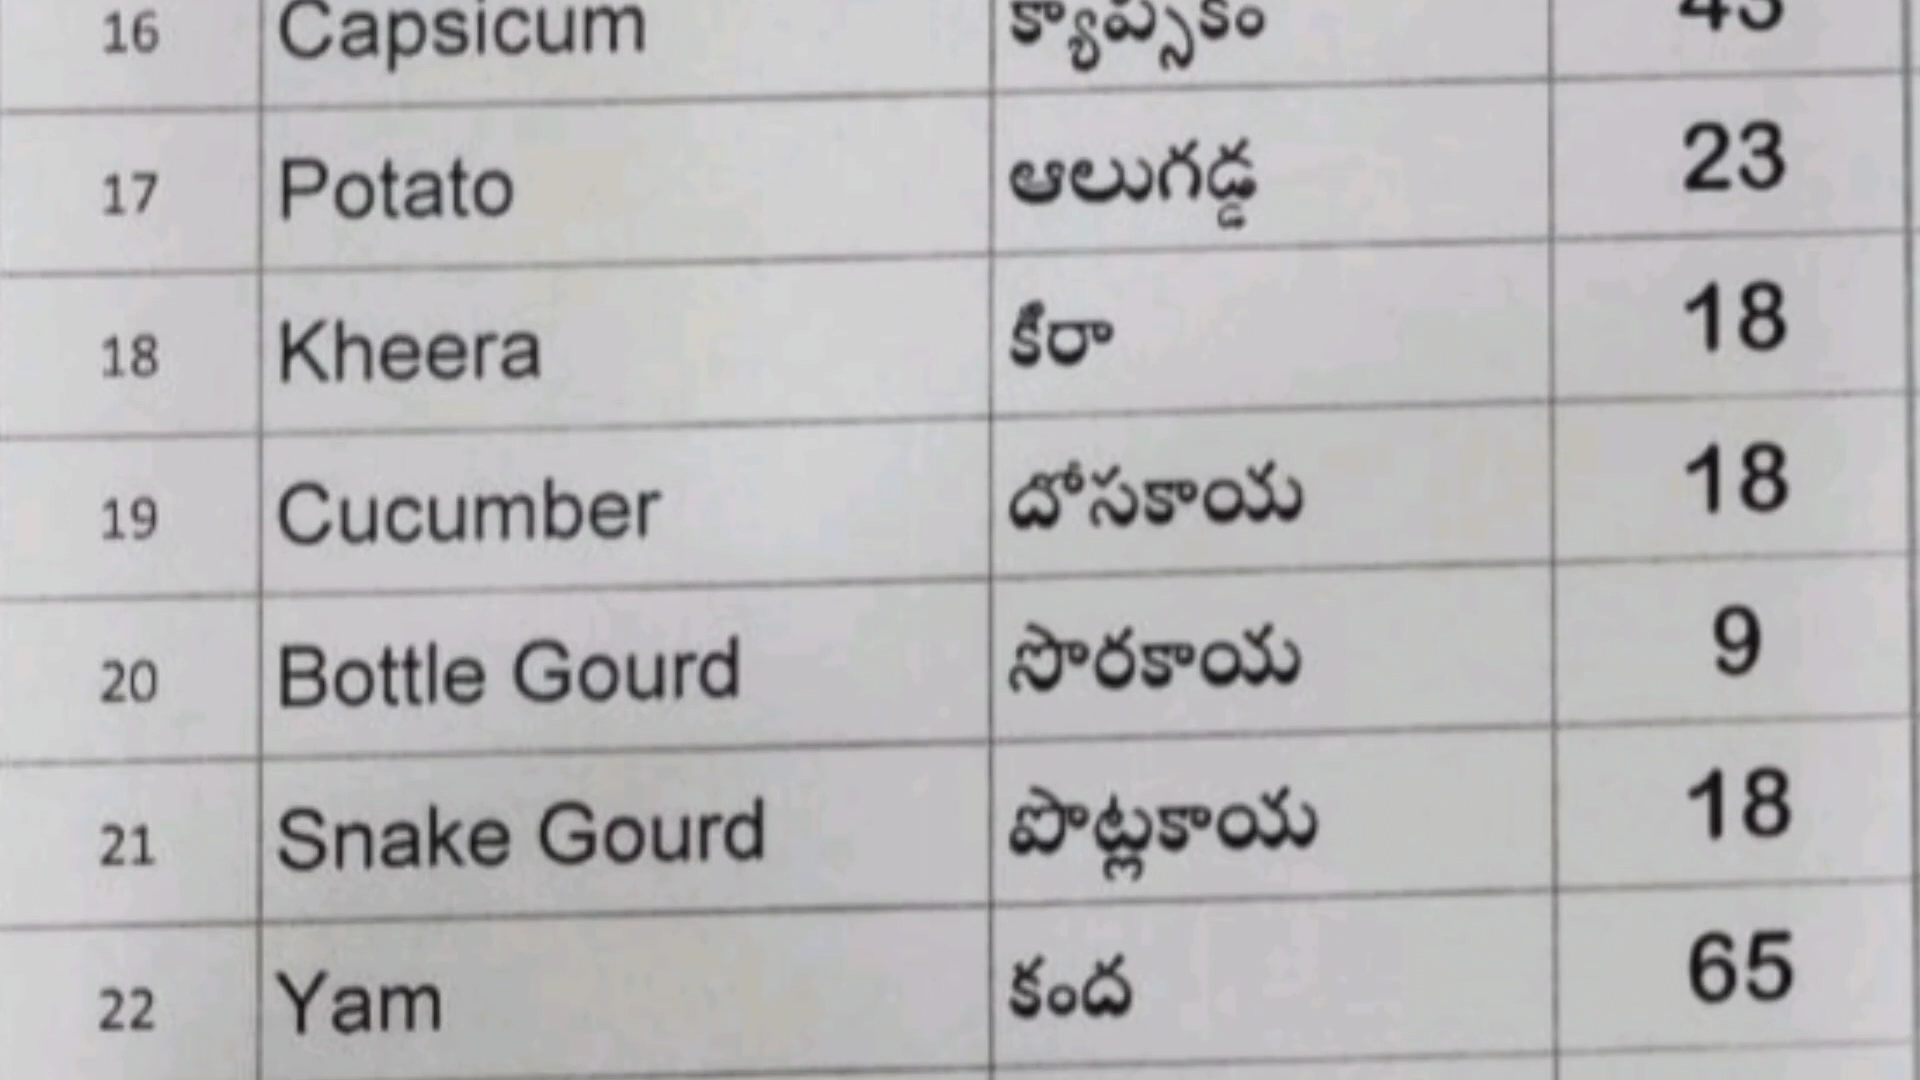 16 Capsicum క్యాప్సికం
17 Potato ఆలుగడ్డ 23
18 Kheera కీరా 18
19 Cucumber దోసకాయ 18
20 Bottle Gourd సొరకాయ 9
21 Snake Gourd పొట్లకాయ 18
22 Yam కంద 65